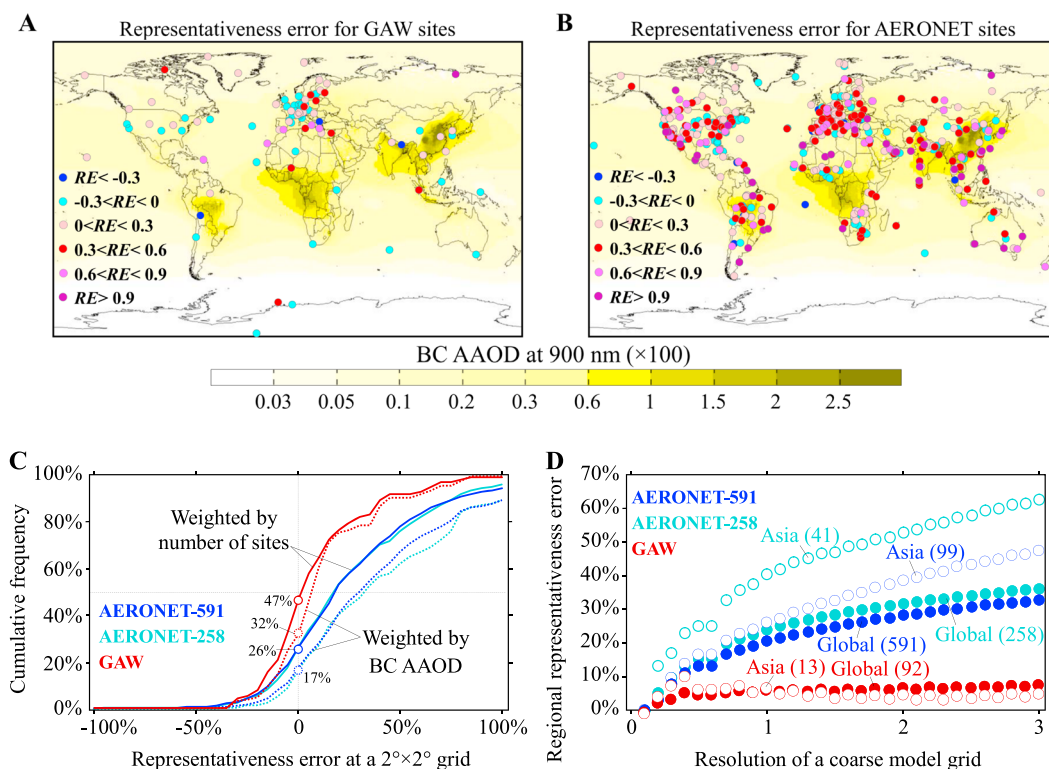 A
Representativeness error for GAW sites
RE< -0.3
-0.3<RE< 0
0<RE< 0.3
0.3<RE< 0.6
0.6<RE< 0.9
RE> 0.9
B
Representativeness error for AERONET sites
RE< -0.3
-0.3<RE< 0
0<RE< 0.3
0.3<RE< 0.6
0.6<RE< 0.9
RE> 0.9
BC AAOD at 900 nm (×100)
0.03 0.05 0.1 0.2 0.3 0.6 1 1.5 2 2.5
C
Cumulative frequency
100%
80%
60%
40%
20%
0%
Weighted by
number of sites
47%
32%
26%
17%
Weighted by
BC AAOD
AERONET-591
AERONET-258
GAW
-100% -50% 0 50% 100%
Representativeness error at a 2°×2° grid
D
Regional representativeness error
70%
60%
50%
40%
30%
20%
10%
0%
AERONET-591
AERONET-258
GAW
Asia (41)
Asia (99)
Global (591)
Global (258)
Asia (13) Global (92)
0 1 2 3
Resolution of a coarse model grid